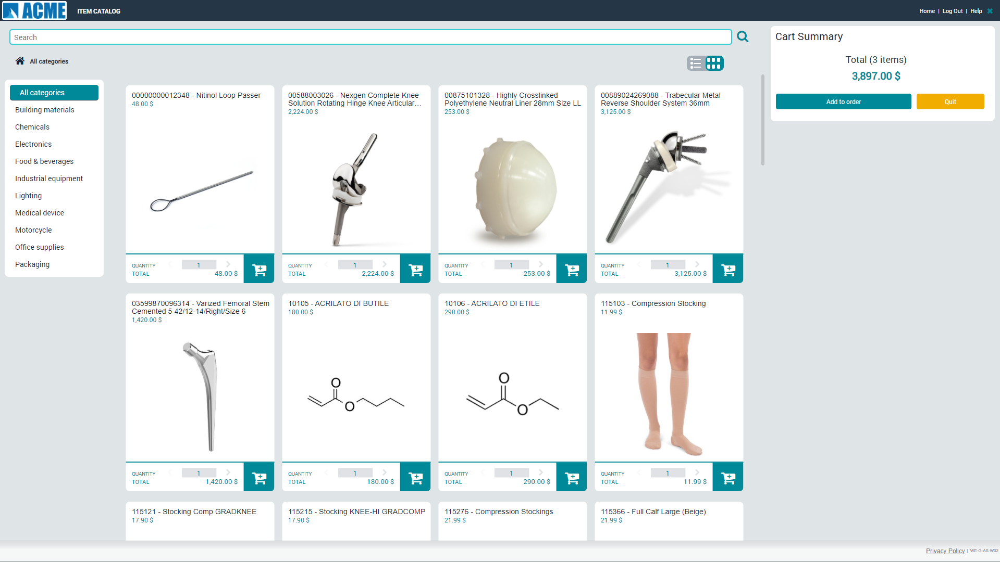 ACME
ITEM CATALOG
Home | Log Out | Help
Search
All categories
Cart Summary
Total (3 items)
3,897.00 $
Add to order
Quit
All categories
Building materials
Chemicals
Electronics
Food & beverages
Industrial equipment
Lighting
Medical device
Motorcycle
Office supplies
Packaging
00000000012348 - Nitinol Loop Passer
48.00 $
QUANTITY 1
TOTAL 48.00 $
00588003026 - Nexgen Complete Knee
Solution Rotating Hinge Knee Articular…
2,224.00 $
QUANTITY 1
TOTAL 2,224.00 $
00875101328 - Highly Crosslinked
Polyethylene Neutral Liner 28mm Size LL
253.00 $
QUANTITY 1
TOTAL 253.00 $
00889024269088 - Trabecular Metal
Reverse Shoulder System 36mm
3,125.00 $
QUANTITY 1
TOTAL 3,125.00 $
03599870096314 - Varized Femoral Stem
Cemented 5 42/12-14/Right/Size 6
1,420.00 $
QUANTITY 1
TOTAL 1,420.00 $
10105 - ACRILATO DI BUTILE
180.00 $
O
O
QUANTITY 1
TOTAL 180.00 $
10106 - ACRILATO DI ETILE
290.00 $
O
O
QUANTITY 1
TOTAL 290.00 $
115103 - Compression Stocking
11.99 $
QUANTITY 1
TOTAL 11.99 $
115121 - Stocking Comp GRADKNEE
17.90 $
115215 - Stocking KNEE-HI GRADCOMP
17.90 $
115276 - Compression Stockings
21.99 $
115366 - Full Calf Large (Beige)
21.99 $
Privacy Policy | WE-G-AS-W02